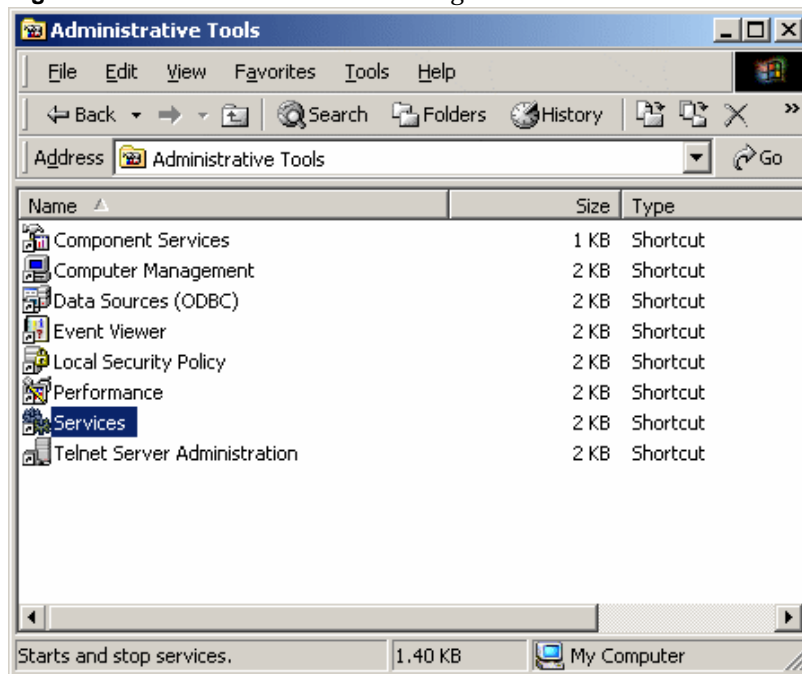 Administrative Tools
File Edit View Favorites Tools Help
Back Search Folders History »
Address Administrative Tools Go
Name Size Type
Component Services 1 KB Shortcut
Computer Management 2 KB Shortcut
Data Sources (ODBC) 2 KB Shortcut
Event Viewer 2 KB Shortcut
Local Security Policy 2 KB Shortcut
Performance 2 KB Shortcut
Services 2 KB Shortcut
Telnet Server Administration 2 KB Shortcut
Starts and stop services. 1.40 KB My Computer